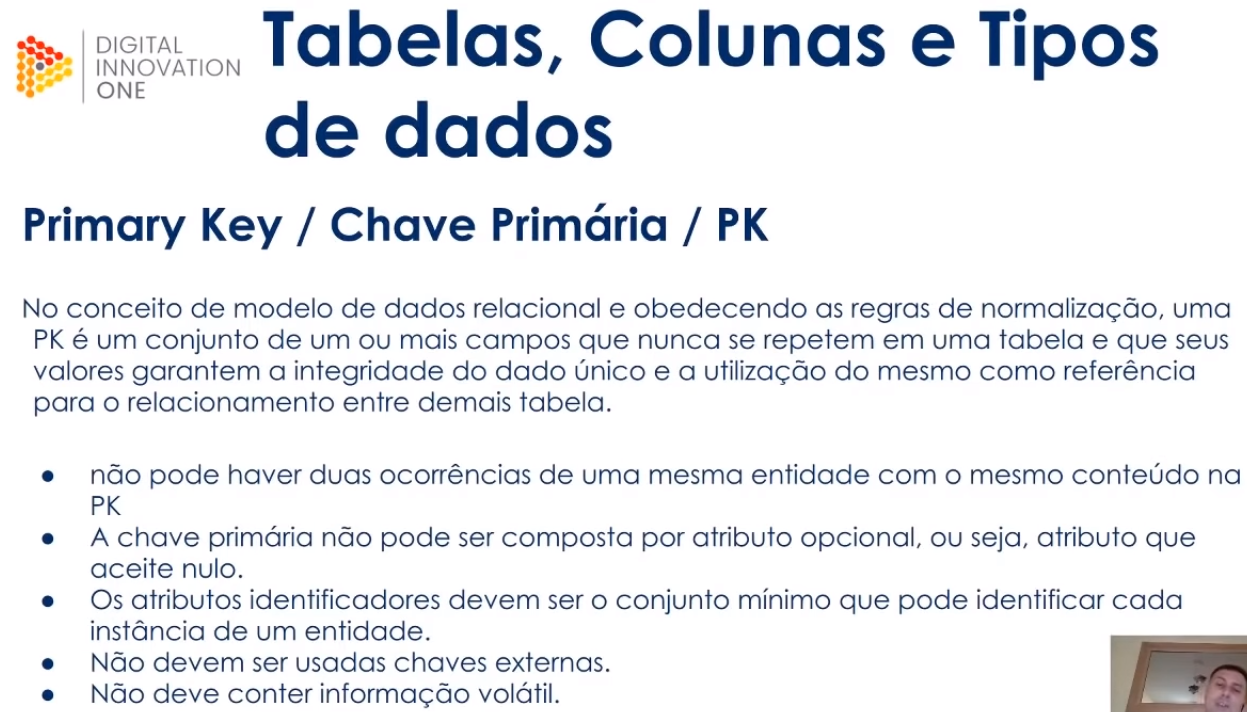 DIGITAL
INNOVATION
ONE
Tabelas, Colunas e Tipos
de dados
Primary Key / Chave Primária / PK
No conceito de modelo de dados relacional e obedecendo as regras de normalização, uma
PK é um conjunto de um ou mais campos que nunca se repetem em uma tabela e que seus
valores garantem a integridade do dado único e a utilização do mesmo como referência
para o relacionamento entre demais tabela.
● não pode haver duas ocorrências de uma mesma entidade com o mesmo conteúdo na
PK
● A chave primária não pode ser composta por atributo opcional, ou seja, atributo que
aceite nulo.
● Os atributos identificadores devem ser o conjunto mínimo que pode identificar cada
instância de um entidade.
● Não devem ser usadas chaves externas.
● Não deve conter informação volátil.